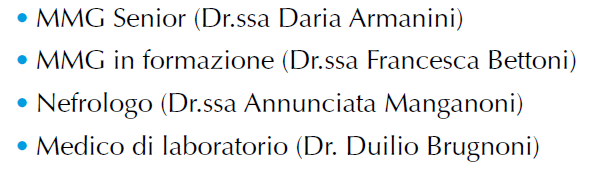 • MMG Senior (Dr.ssa Daria Armanini)
• MMG in formazione (Dr.ssa Francesca Bettoni)
• Nefrologo (Dr.ssa Annunciata Manganoni)
• Medico di laboratorio (Dr. Duilio Brugnoni)